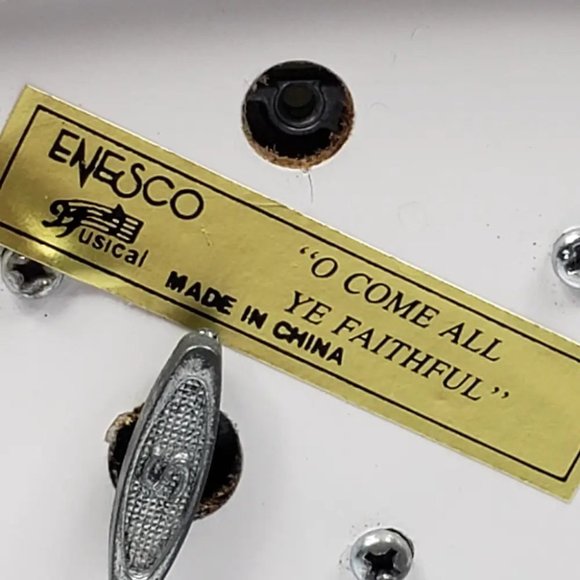 ENESCO
Musical
MADE IN CHINA
“O COME ALL
YE FAITHFUL”